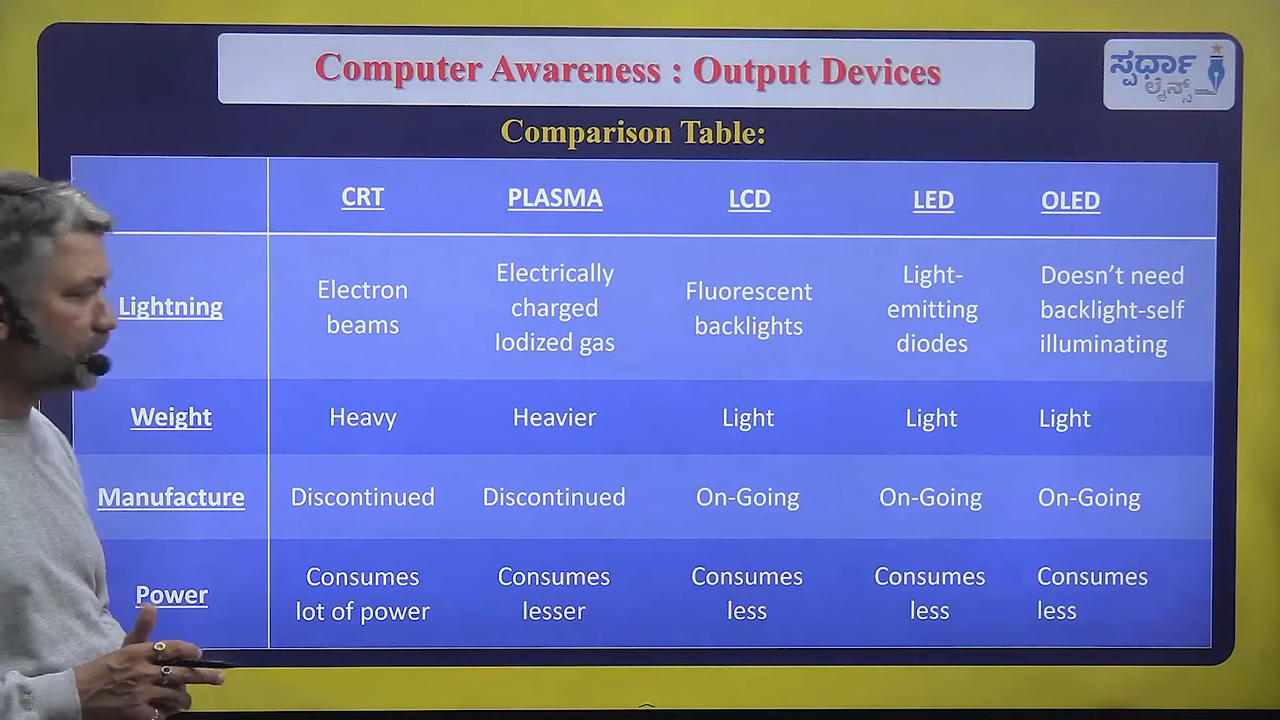 Computer Awareness : Output Devices
ಸ್ಪರ್ಧಾ
ಲೈನ್ಸ್
Comparison Table:
CRT PLASMA LCD LED OLED
Lightning
Electron
beams
Electrically
charged
Iodized gas
Fluorescent
backlights
Light-
emitting
diodes
Doesn’t need
backlight-self
illuminating
Weight Heavy Heavier Light Light Light
Manufacture Discontinued Discontinued On-Going On-Going On-Going
Power
Consumes
lot of power
Consumes
lesser
Consumes
less
Consumes
less
Consumes
less